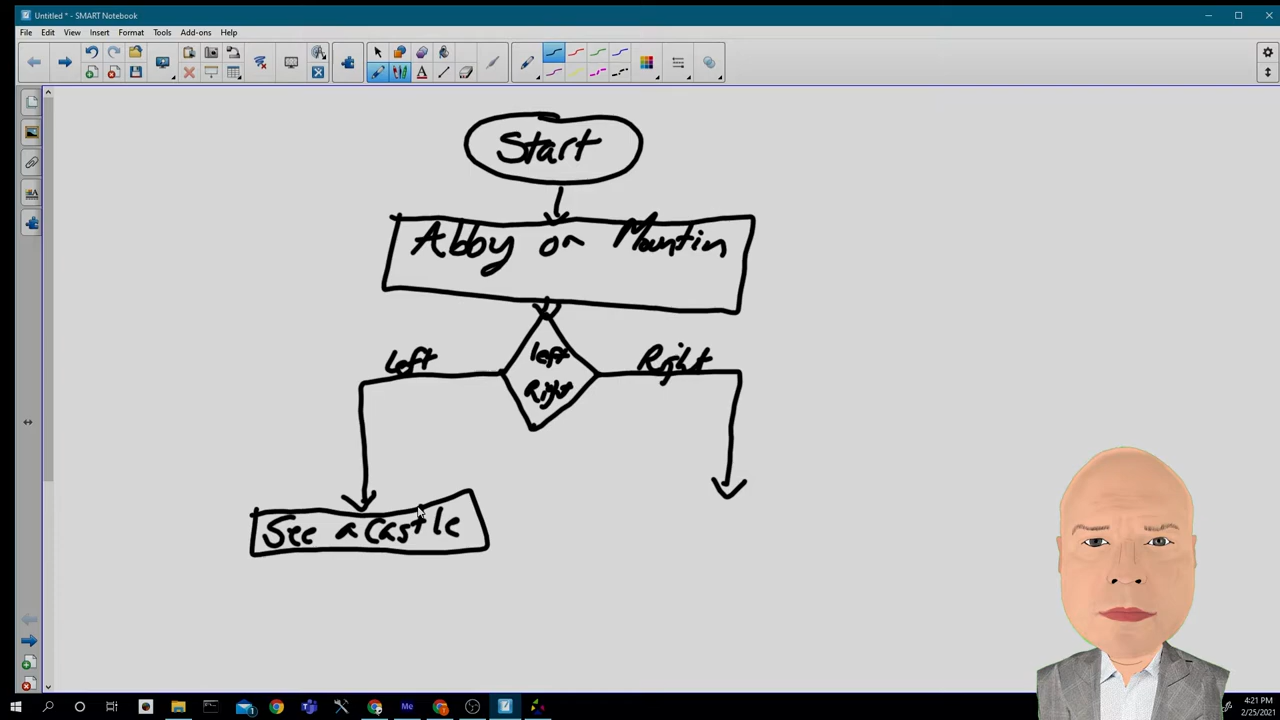 Untitled * - SMART Notebook
File Edit View Insert Format Tools Add-ons Help
Start
Abby on Mountin
Left
left
Right
Right
See a Castle
4:21 PM
2/25/2021